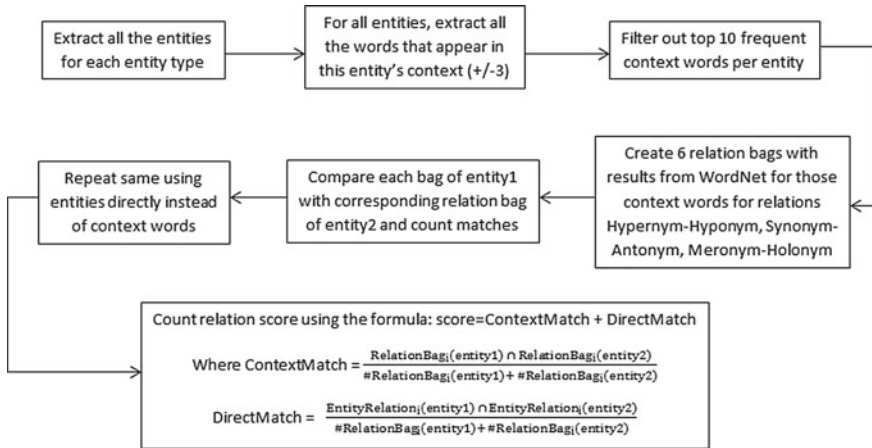 Extract all the entities
for each entity type
For all entities, extract all
the words that appear in
this entity's context (+/-3)
Filter out top 10 frequent
context words per entity
Create 6 relation bags with
results from WordNet for those
context words for relations
Hypernym-Hyponym, Synonym-
Antonym, Meronym-Holonym
Compare each bag of entity1
with corresponding relation bag
of entity2 and count matches
Repeat same using
entities directly instead
of context words
Count relation score using the formula: score=ContextMatch + DirectMatch
Where ContextMatch = RelationBagᵢ(entity1) ∩ RelationBagᵢ(entity2)
#RelationBagᵢ(entity1)+ #RelationBagᵢ(entity2)
DirectMatch = EntityRelationᵢ(entity1) ∩EntityRelationᵢ(entity2)
#RelationBagᵢ(entity1)+#RelationBagᵢ(entity2)